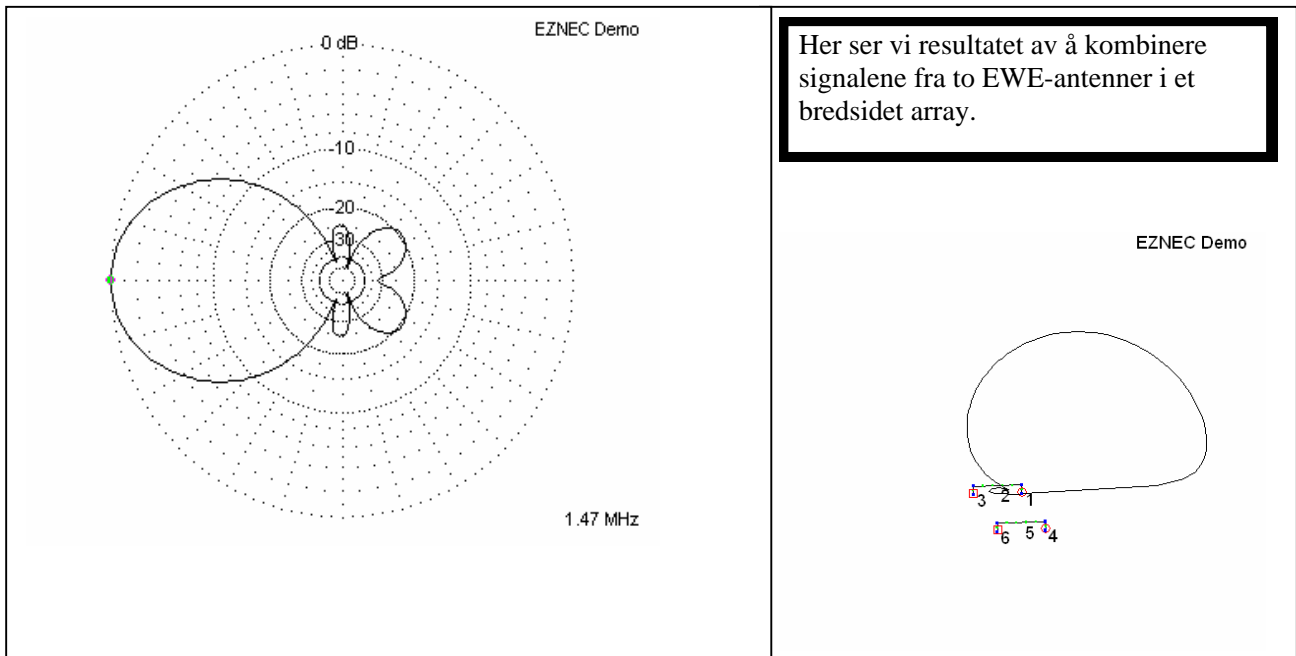 EZNEC Demo
0 dB
-10
-20
-30
1.47 MHz
Her ser vi resultatet av å kombinere
signalene fra to EWE-antenner i et
bredsidet array.
EZNEC Demo
3
2
1
6
5
4